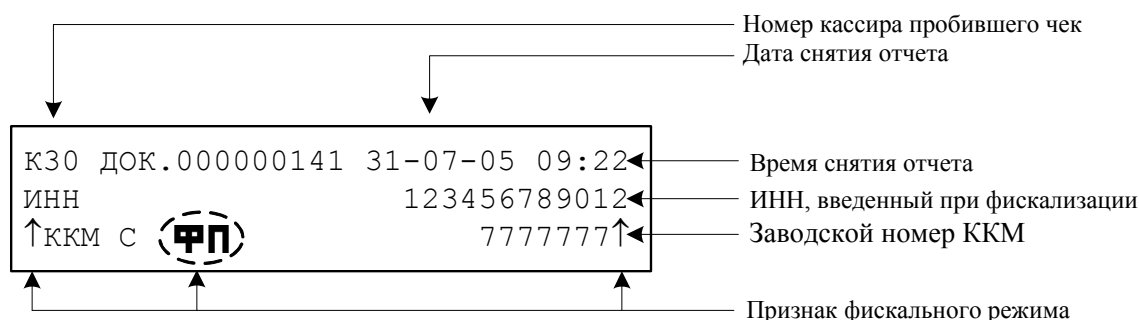 Номер кассира пробившего чек
Дата снятия отчета
К30 ДОК.000000141 31-07-05 09:22
Время снятия отчета
ИНН 123456789012
ИНН, введенный при фискализации
↑ККМ С ФП 7777777↑
Заводской номер ККМ
Признак фискального режима